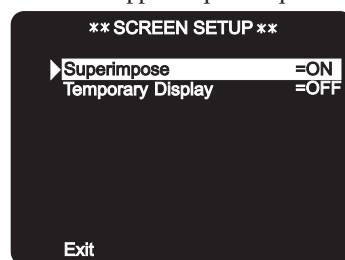 ** SCREEN SETUP **
Superimpose =ON
Temporary Display =OFF
Exit